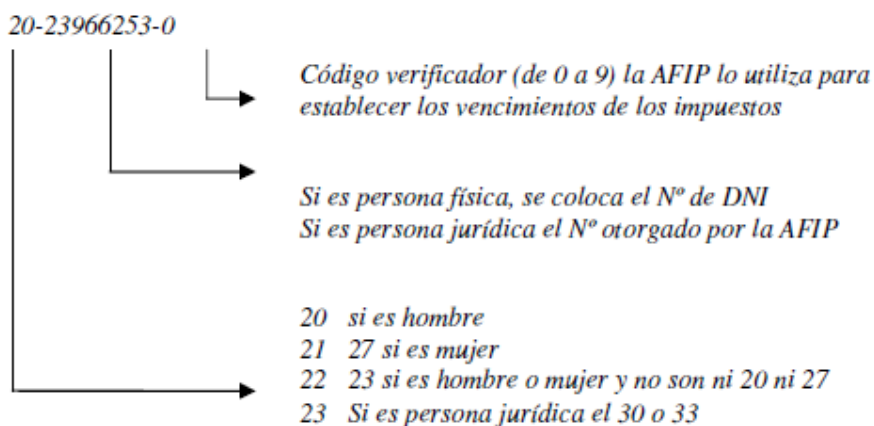 20-23966253-0
Código verificador (de 0 a 9) la AFIP lo utiliza para
establecer los vencimientos de los impuestos
Si es persona física, se coloca el Nº de DNI
Si es persona jurídica el Nº otorgado por la AFIP
20 si es hombre
21 27 si es mujer
22 23 si es hombre o mujer y no son ni 20 ni 27
23 Si es persona jurídica el 30 o 33